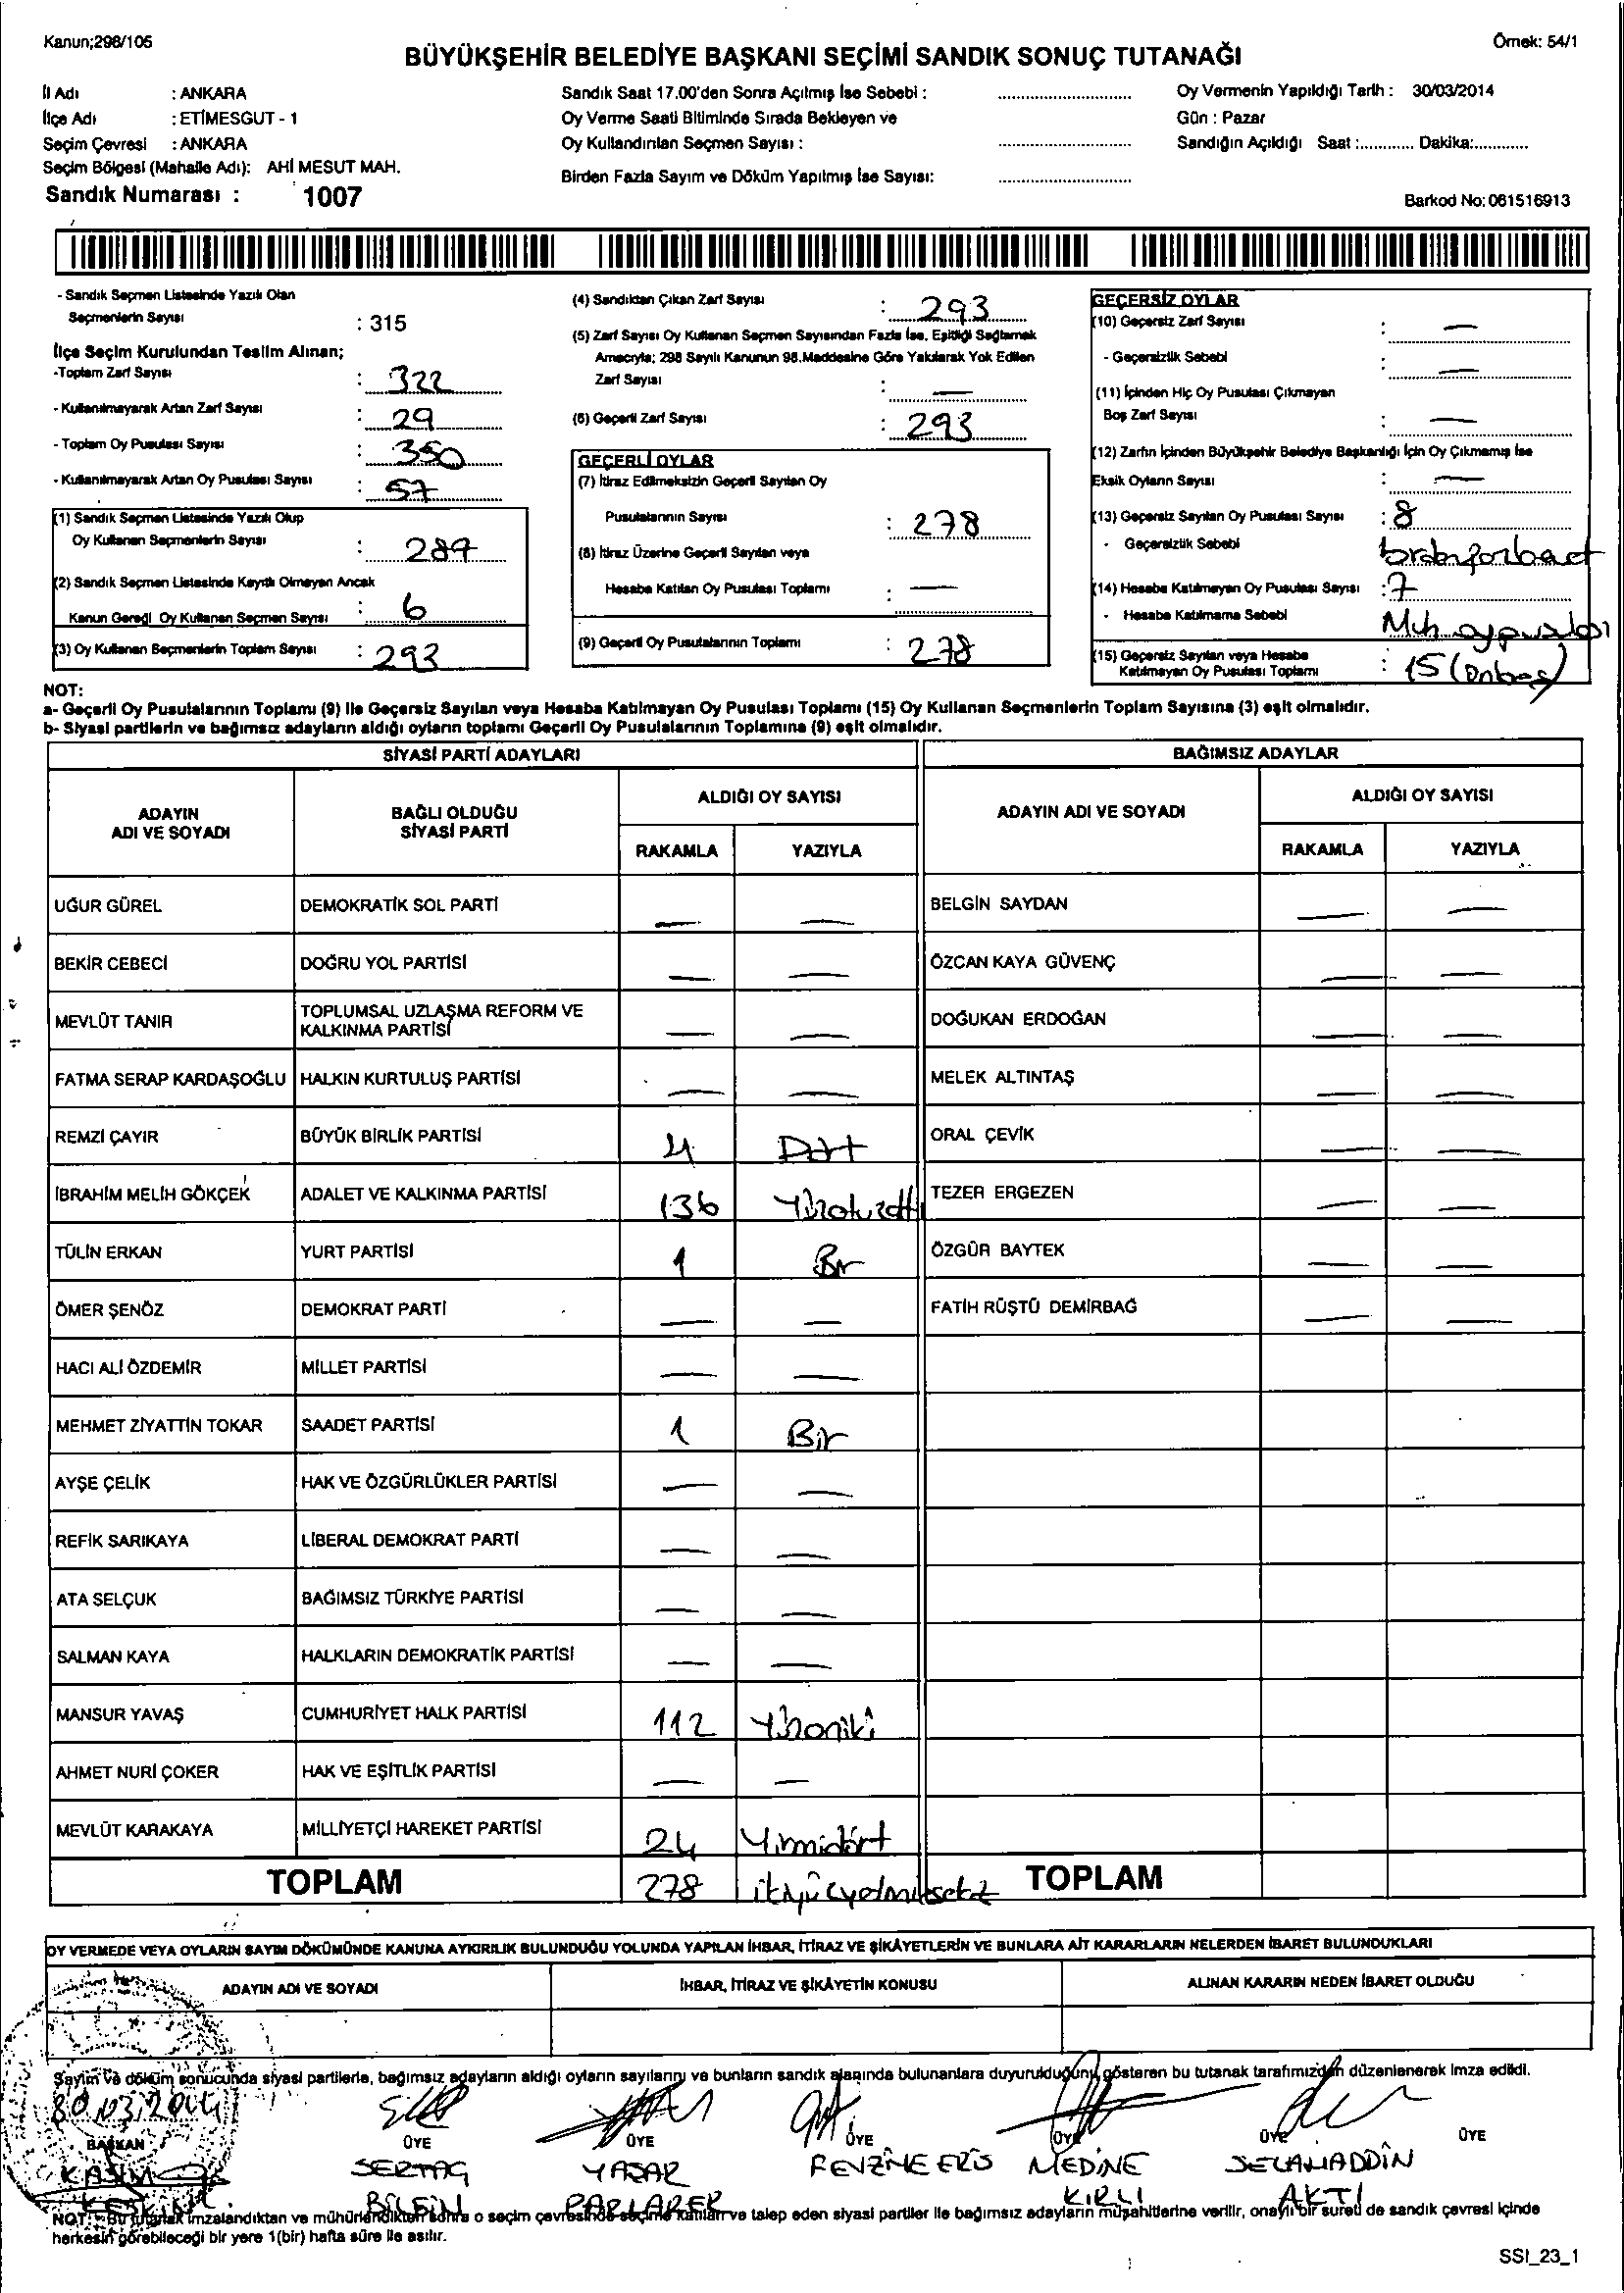 Kanun;298/105
Örnek: 54/1
BÜYÜKŞEHİR BELEDİYE BAŞKANI SEÇİMİ SANDIK SONUÇ TUTANAĞI
İl Adı : ANKARA
İlçe Adı : ETİMESGUT - 1
Seçim Çevresi : ANKARA
Seçim Bölgesi (Mahalle Adı): AHİ MESUT MAH.
Sandık Numarası : 1007
Sandık Saat 17.00'den Sonra Açılmış İse Sebebi :
Oy Verme Saati Bitiminde Sırada Bekleyen ve
Oy Kullandırılan Seçmen Sayısı :
Birden Fazla Sayım ve Döküm Yapılmış İse Sayısı:
Oy Vermenin Yapıldığı Tarih : 30/03/2014
Gün : Pazar
Sandığın Açıldığı Saat :............ Dakika:............
Barkod No: 061516913
- Sandık Seçmen Listesinde Yazılı Olan
Seçmenlerin Sayısı : 315
İlçe Seçim Kurulundan Teslim Alınan;
-Toplam Zarf Sayısı : 322
- Kullanılmayarak Artan Zarf Sayısı : 29
- Toplam Oy Pusulası Sayısı : 350
- Kullanılmayarak Artan Oy Pusulası Sayısı : 57
(1) Sandık Seçmen Listesinde Yazılı Olup
Oy Kullanan Seçmenlerin Sayısı : 287
(2) Sandık Seçmen Listesinde Kayıtlı Olmayan Ancak
Kanun Gereği Oy Kullanan Seçmen Sayısı : 6
(3) Oy Kullanan Seçmenlerin Toplam Sayısı : 293
(4) Sandıktan Çıkan Zarf Sayısı : 293
(5) Zarf Sayısı Oy Kullanan Seçmen Sayısından Fazla İse, Eşitliği Sağlamak
Amacıyla; 298 Sayılı Kanunun 98.Maddesine Göre Yakılarak Yok Edilen
Zarf Sayısı : —
(6) Geçerli Zarf Sayısı : 293
GEÇERLİ OYLAR
(7) İtiraz Edilmeksizin Geçerli Sayılan Oy
Pusulalarının Sayısı : 278
(8) İtiraz Üzerine Geçerli Sayılan veya
Hesaba Katılan Oy Pusulası Toplamı : —
(9) Geçerli Oy Pusulalarının Toplamı : 278
GEÇERSİZ OYLAR
(10) Geçersiz Zarf Sayısı : —
- Geçersizlik Sebebi : —
(11) İçinden Hiç Oy Pusulası Çıkmayan
Boş Zarf Sayısı : —
(12) Zarfın İçinden Büyükşehir Belediye Başkanlığı İçin Oy Çıkmamış İse
Eksik Oyların Sayısı : —
(13) Geçersiz Sayılan Oy Pusulası Sayısı : 8
- Geçersizlik Sebebi
(14) Hesaba Katılmayan Oy Pusulası Sayısı : 7
- Hesaba Katılmama Sebebi
(15) Geçersiz Sayılan veya Hesaba
Katılmayan Oy Pusulası Toplamı : 15 (Onbeş)
NOT:
a- Geçerli Oy Pusulalarının Toplamı (9) ile Geçersiz Sayılan veya Hesaba Katılmayan Oy Pusulası Toplamı (15) Oy Kullanan Seçmenlerin Toplam Sayısına (3) eşit olmalıdır.
b- Siyasi partilerin ve bağımsız adayların aldığı oyların toplamı Geçerli Oy Pusulalarının Toplamına (9) eşit olmalıdır.
SİYASİ PARTİ ADAYLARI BAĞIMSIZ ADAYLAR
ADAYIN ADI VE SOYADI BAĞLI OLDUĞU SİYASİ PARTİ ALDIĞI OY SAYISI ADAYIN ADI VE SOYADI ALDIĞI OY SAYISI
RAKAMLA YAZIYLA RAKAMLA YAZIYLA
UĞUR GÜREL DEMOKRATİK SOL PARTİ — — BELGİN SAYDAN — —
BEKİR CEBECİ DOĞRU YOL PARTİSİ — — ÖZCAN KAYA GÜVENÇ — —
MEVLÜT TANIR TOPLUMSAL UZLAŞMA REFORM VE KALKINMA PARTİSİ — — DOĞUKAN ERDOĞAN — —
FATMA SERAP KARDAŞOĞLU HALKIN KURTULUŞ PARTİSİ — — MELEK ALTINTAŞ — —
REMZİ ÇAYIR BÜYÜK BİRLİK PARTİSİ 4 Dört ORAL ÇEVİK — —
İBRAHİM MELİH GÖKÇEK ADALET VE KALKINMA PARTİSİ 136 Yüzotuzaltı TEZER ERGEZEN — —
TÜLİN ERKAN YURT PARTİSİ 1 Bir ÖZGÜR BAYTEK — —
ÖMER ŞENÖZ DEMOKRAT PARTİ — — FATİH RÜŞTÜ DEMİRBAĞ — —
HACI ALİ ÖZDEMİR MİLLET PARTİSİ — —
MEHMET ZİYATTİN TOKAR SAADET PARTİSİ 1 Bir
AYŞE ÇELİK HAK VE ÖZGÜRLÜKLER PARTİSİ — —
REFİK SARIKAYA LİBERAL DEMOKRAT PARTİ — —
ATA SELÇUK BAĞIMSIZ TÜRKİYE PARTİSİ — —
SALMAN KAYA HALKLARIN DEMOKRATİK PARTİSİ — —
MANSUR YAVAŞ CUMHURİYET HALK PARTİSİ 112 Yüzoniki
AHMET NURİ ÇOKER HAK VE EŞİTLİK PARTİSİ — —
MEVLÜT KARAKAYA MİLLİYETÇİ HAREKET PARTİSİ 24 Yirmidört
TOPLAM 278 ikiyüzyetmişsekiz TOPLAM
OY VERMEDE VEYA OYLARIN SAYIM DÖKÜMÜNDE KANUNA AYKIRILIK BULUNDUĞU YOLUNDA YAPILAN İHBAR, İTİRAZ VE ŞİKÂYETLERİN VE BUNLARA AİT KARARLARIN NELERDEN İBARET BULUNDUKLARI
ADAYIN ADI VE SOYADI İHBAR, İTİRAZ VE ŞİKÂYETİN KONUSU ALINAN KARARIN NEDEN İBARET OLDUĞU
Sayım ve döküm sonucunda siyasi partilerle, bağımsız adayların aldığı oyların sayılarını ve bunların sandık alanında bulunanlara duyurulduğunu gösteren bu tutanak tarafımızdan düzenlenerek imza edildi.
30.03.2014
BAŞKAN ÜYE ÜYE ÜYE ÜYE ÜYE ÜYE
KASIM SERTAÇ YAŞAR MEDİNE SELAHADDİN
KESKİN BİLGİN PARLAREK KIRLI AKTI
NOT: Bu tutanak imzalandıktan ve mühürlendikten sonra o seçim çevresinde seçime katılan ve talep eden siyasi partiler ile bağımsız adayların müşahitlerine verilir, onaylı bir sureti de sandık çevresi içinde
herkesin görebileceği bir yere 1(bir) hafta süre ile asılır.
SSI_23_1